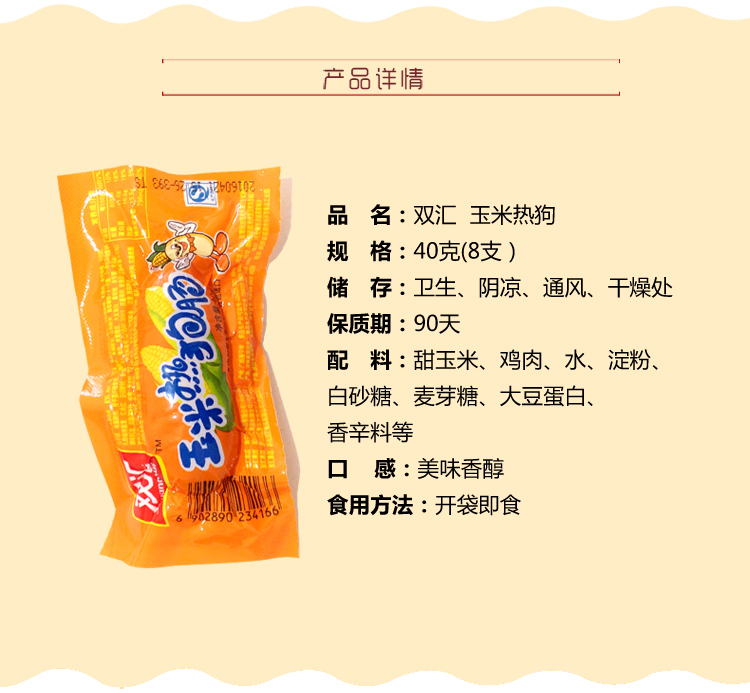 产品详情
品 名：双汇 玉米热狗
规 格：40克(8支）
储 存：卫生、阴凉、通风、干燥处
保质期：90天
配 料：甜玉米、鸡肉、水、淀粉、
白砂糖、麦芽糖、大豆蛋白、
香辛料等
口 感：美味香醇
食用方法：开袋即食
玉米热狗肠
TM
双汇
6 902890 234166